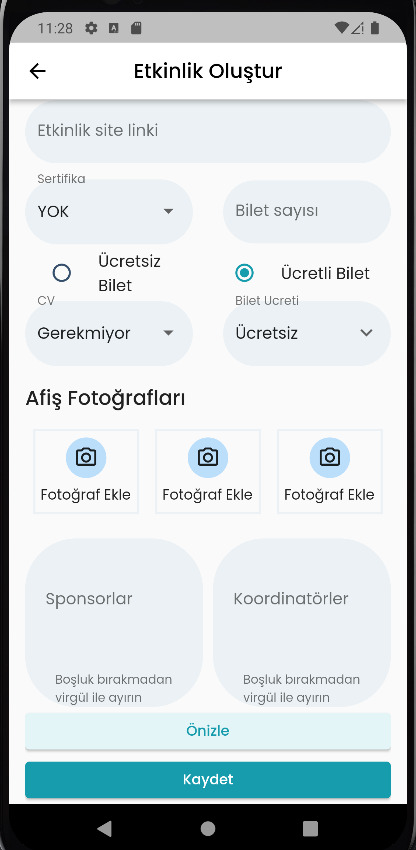 11:28
Etkinlik Oluştur
Etkinlik site linki
Sertifika
YOK
Bilet sayısı
Ücretsiz
Bilet
Ücretli Bilet
CV
Bilet Ucreti
Gerekmiyor
Ücretsiz
Afiş Fotoğrafları
Fotoğraf Ekle
Fotoğraf Ekle
Fotoğraf Ekle
Sponsorlar
Koordinatörler
Boşluk bırakmadan
virgül ile ayırın
Boşluk bırakmadan
virgül ile ayırın
Önizle
Kaydet